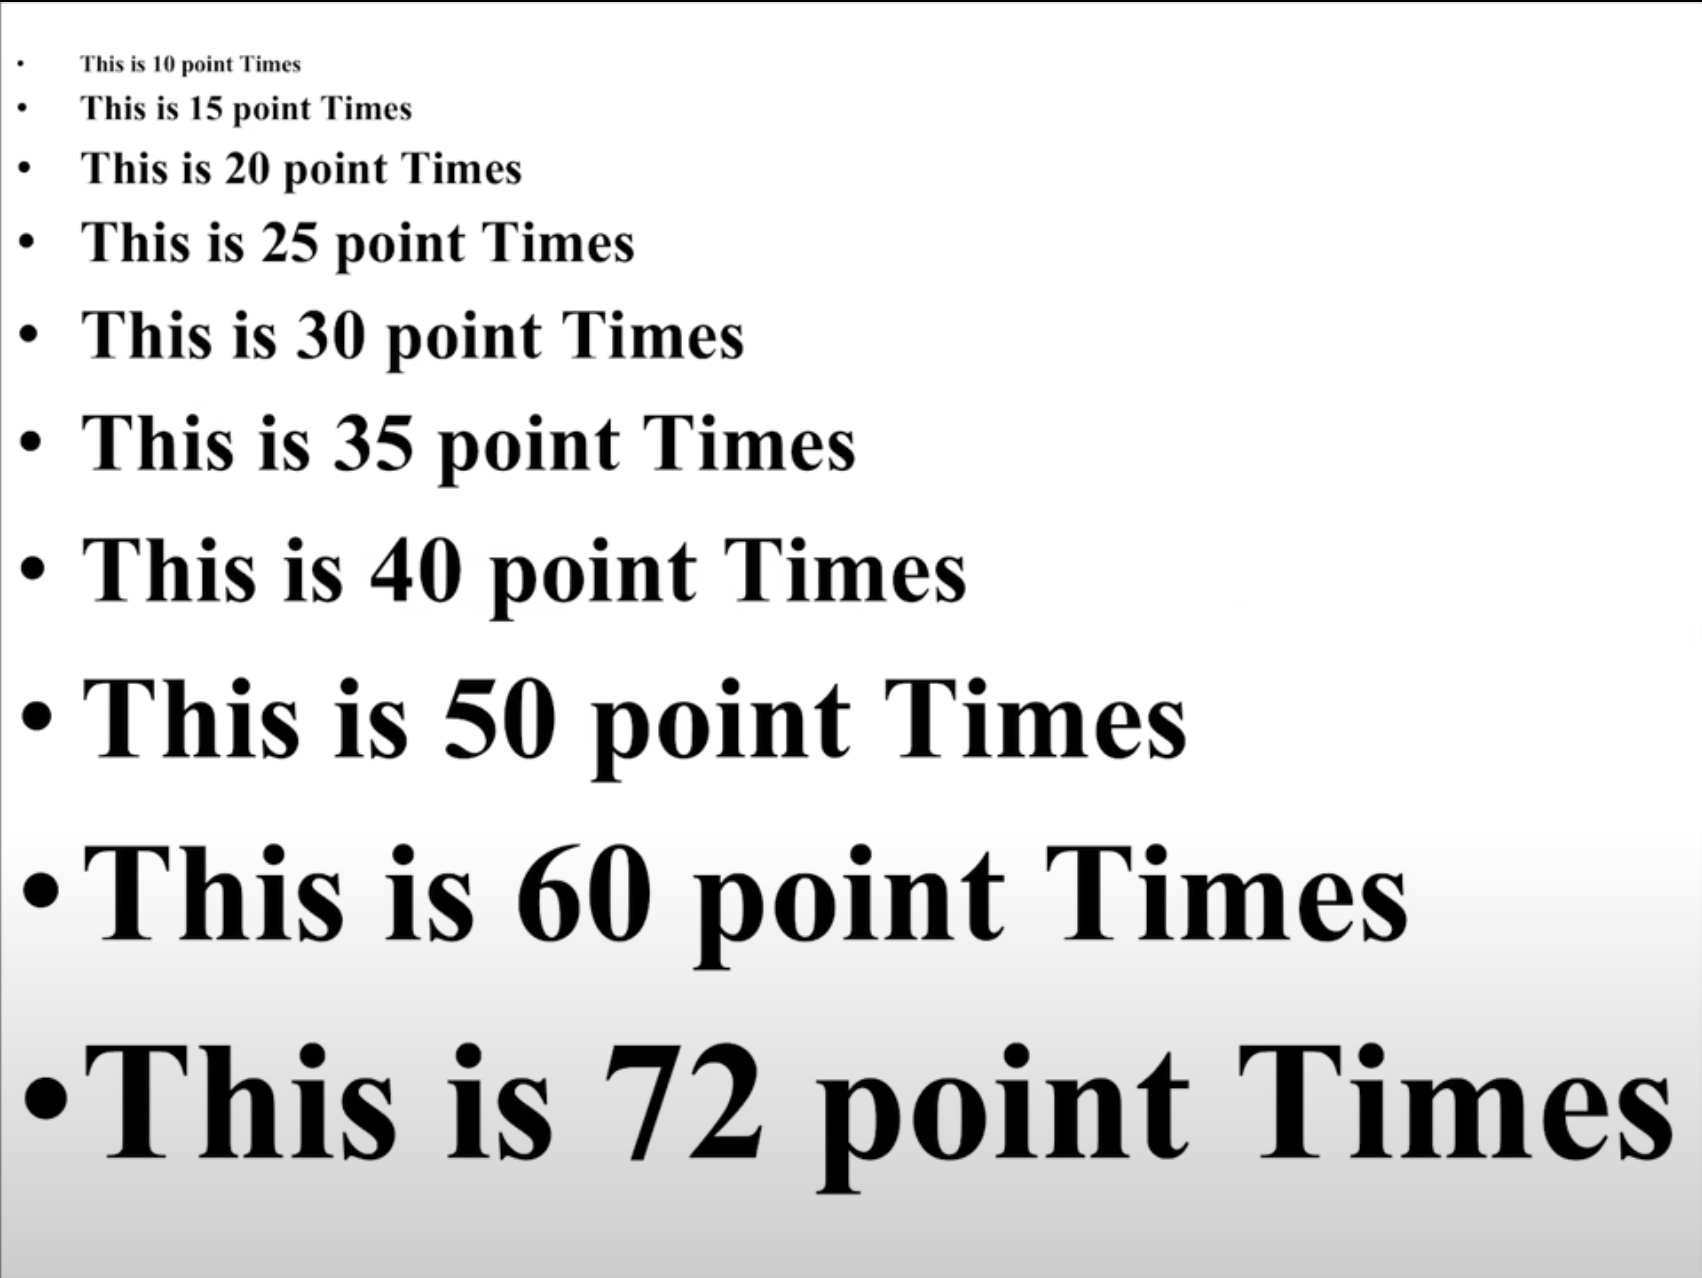 • This is 10 point Times
• This is 15 point Times
• This is 20 point Times
• This is 25 point Times
• This is 30 point Times
• This is 35 point Times
• This is 40 point Times
• This is 50 point Times
• This is 60 point Times
• This is 72 point Times